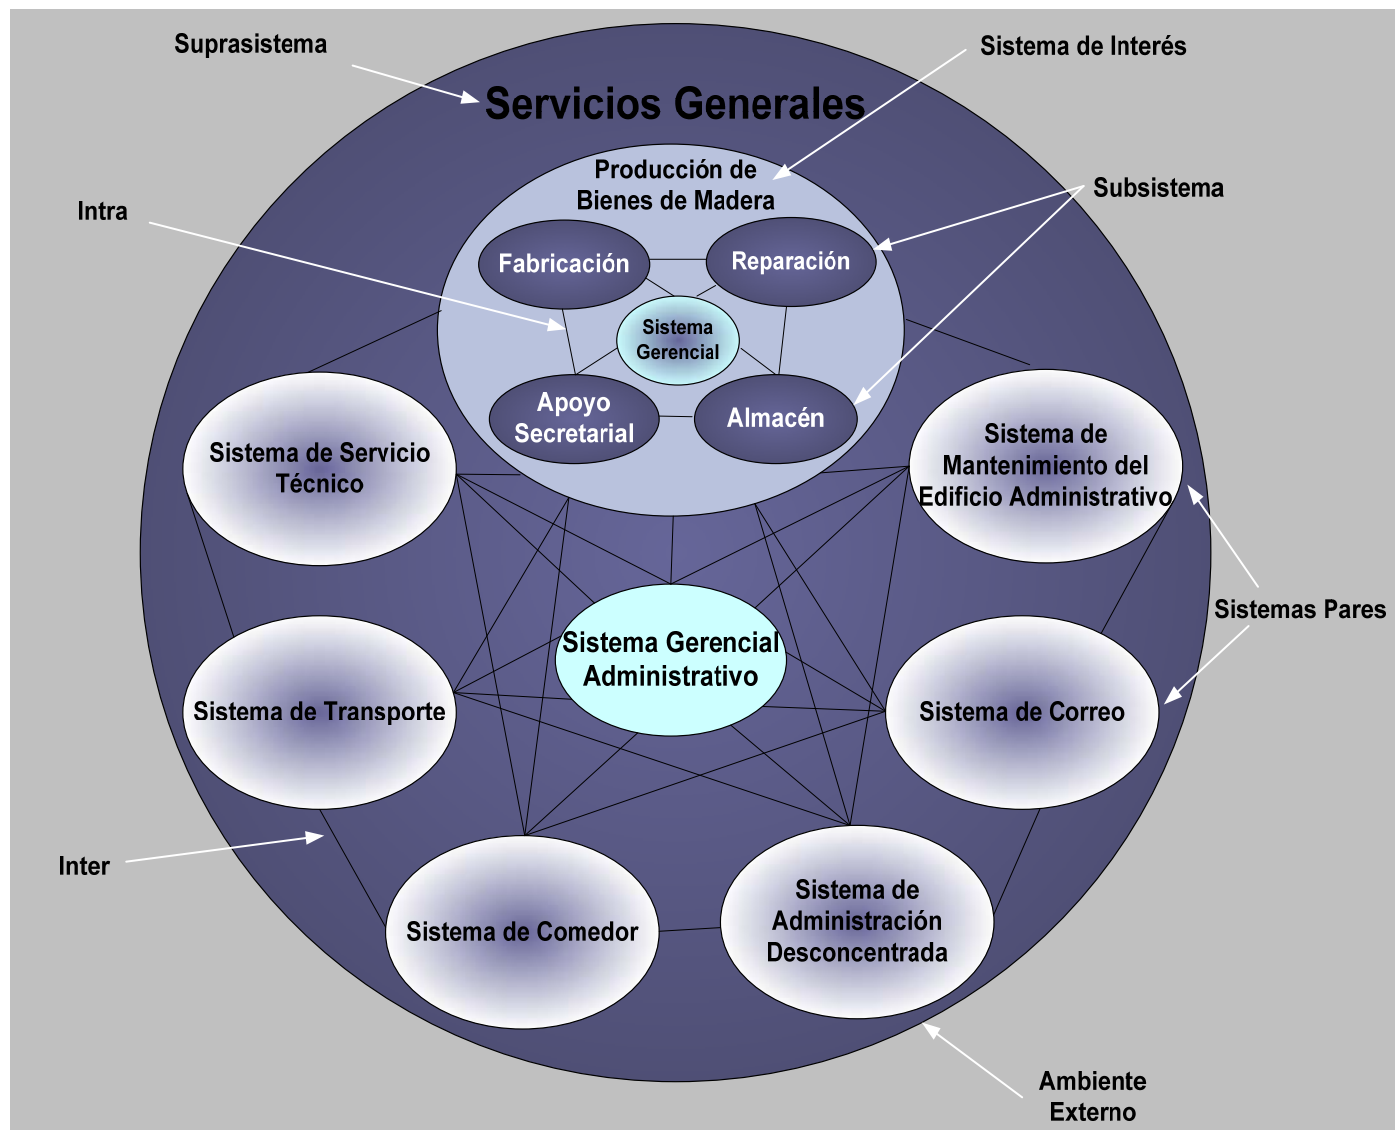 Suprasistema
Sistema de Interés
Servicios Generales
Producción de
Bienes de Madera
Subsistema
Intra
Fabricación
Reparación
Sistema
Gerencial
Apoyo
Secretarial
Almacén
Sistema de Servicio
Técnico
Sistema de
Mantenimiento del
Edificio Administrativo
Sistemas Pares
Sistema Gerencial
Administrativo
Sistema de Transporte
Sistema de Correo
Inter
Sistema de Comedor
Sistema de
Administración
Desconcentrada
Ambiente
Externo